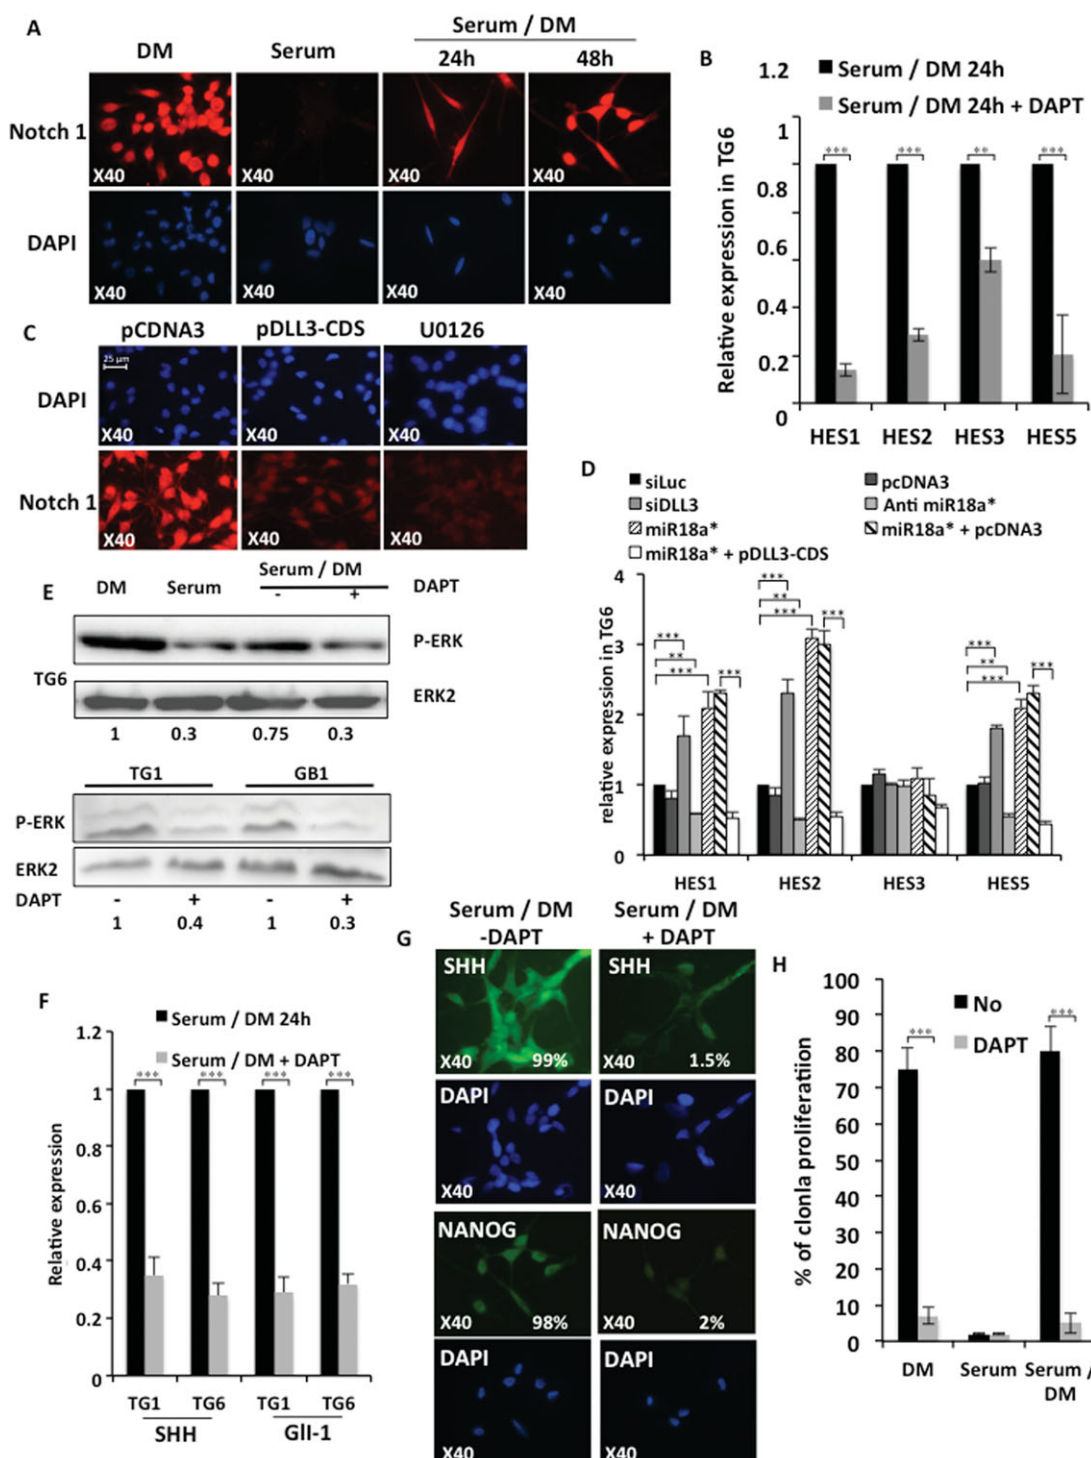 A
DM
Serum
Serum / DM
24h
48h
Notch 1
X40
X40
X40
X40
DAPI
X40
X40
X40
X40
B
Serum / DM 24h
Serum / DM 24h + DAPT
Relative expression in TG6
1.2
1
0.8
0.6
0.4
0.2
0
***
***
**
***
HES1
HES2
HES3
HES5
C
pCDNA3
pDLL3-CDS
U0126
25 µm
DAPI
X40
X40
X40
Notch 1
X40
X40
X40
D
siLuc
siDLL3
miR18a*
miR18a* + pDLL3-CDS
pcDNA3
Anti miR18a*
miR18a* + pcDNA3
relative expression in TG6
4
3
2
1
0
***
**
***
***
***
**
***
***
***
**
***
***
HES1
HES2
HES3
HES5
E
DM
Serum
Serum / DM
-
+
DAPT
P-ERK
TG6
ERK2
1
0.3
0.75
0.3
TG1
GB1
P-ERK
ERK2
DAPT
-
+
-
+
1
0.4
1
0.3
F
Serum / DM 24h
Serum / DM + DAPT
Relative expression
1.2
1
0.8
0.6
0.4
0.2
0
***
***
***
***
TG1
TG6
TG1
TG6
SHH
GlI-1
G
Serum / DM
-DAPT
Serum / DM
+ DAPT
SHH
X40
99%
SHH
X40
1.5%
DAPI
X40
DAPI
X40
NANOG
X40
98%
NANOG
X40
2%
DAPI
X40
DAPI
X40
H
No
DAPT
% of clonla proliferatiion
100
90
80
70
60
50
40
30
20
10
0
***
***
DM
Serum
Serum /
DM